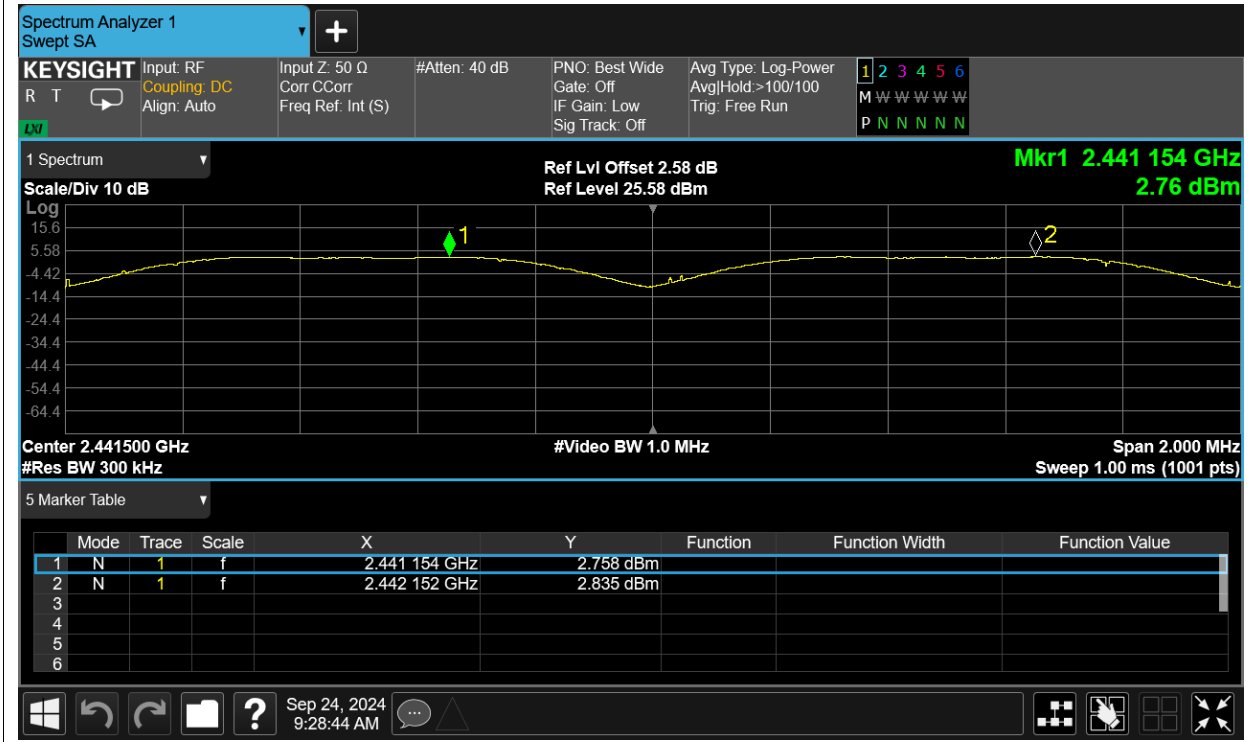 Spectrum Analyzer 1
Swept SA
+
KEYSIGHT Input: RF Input Z: 50 Ω #Atten: 40 dB PNO: Best Wide Avg Type: Log-Power 1 2 3 4 5 6
R T Coupling: DC Corr CCorr Gate: Off Avg|Hold:>100/100 M W W W W W
Align: Auto Freq Ref: Int (S) IF Gain: Low Trig: Free Run
LXI Sig Track: Off P N N N N N
1 Spectrum
Scale/Div 10 dB
Ref Lvl Offset 2.58 dB
Ref Level 25.58 dBm
Mkr1 2.441 154 GHz
2.76 dBm
Log
15.6
5.58
-4.42
-14.4
-24.4
-34.4
-44.4
-54.4
-64.4
1
2
Center 2.441500 GHz #Video BW 1.0 MHz Span 2.000 MHz
#Res BW 300 kHz Sweep 1.00 ms (1001 pts)
5 Marker Table
Mode Trace Scale X Y Function Function Width Function Value
1 N 1 f 2.441 154 GHz 2.758 dBm
2 N 1 f 2.442 152 GHz 2.835 dBm
3
4
5
6
? Sep 24, 2024
9:28:44 AM